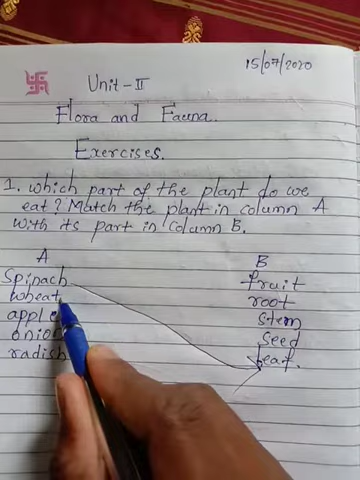 15/07/2020
Unit-II
Flora and Fauna.
Exercises.
1. which part of the plant do we
eat? Match the plant in column A
with its part in column B.
A B
Spinach fruit
wheat root
apple stem
onion seed
radish leaf.